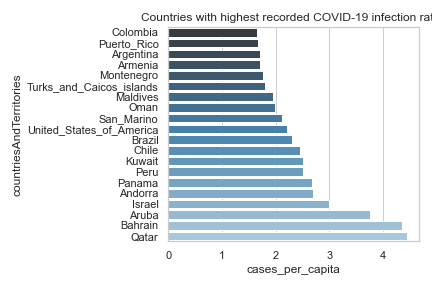 Countries with highest recorded COVID-19 infection rat
Colombia
Puerto_Rico
Argentina
Armenia
Montenegro
Turks_and_Caicos_islands
Maldives
Oman
San_Marino
United_States_of_America
Brazil
Chile
Kuwait
Peru
Panama
Andorra
Israel
Aruba
Bahrain
Qatar
countriesAndTerritories
0 1 2 3 4
cases_per_capita